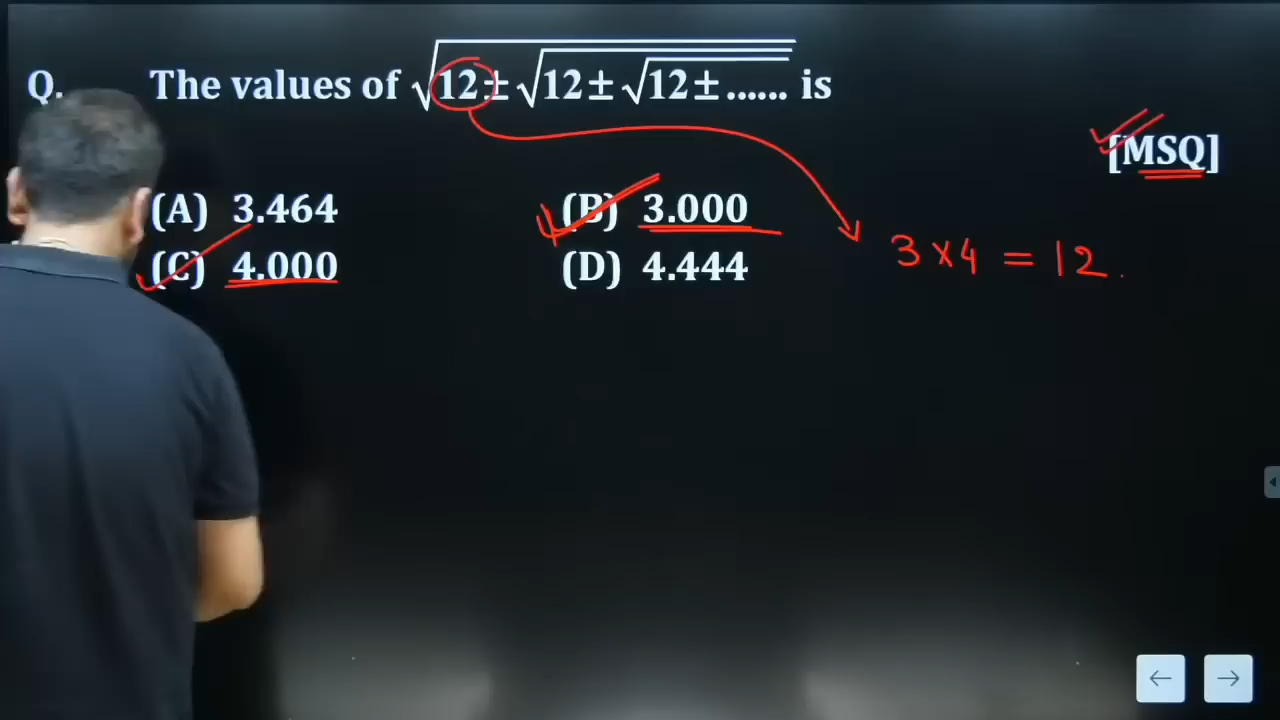 Q. The values of √12 ± √12 ± √12 ± ...... is
[MSQ]
(A) 3.464 (B) 3.000
3 × 4 = 12.
(C) 4.000 (D) 4.444